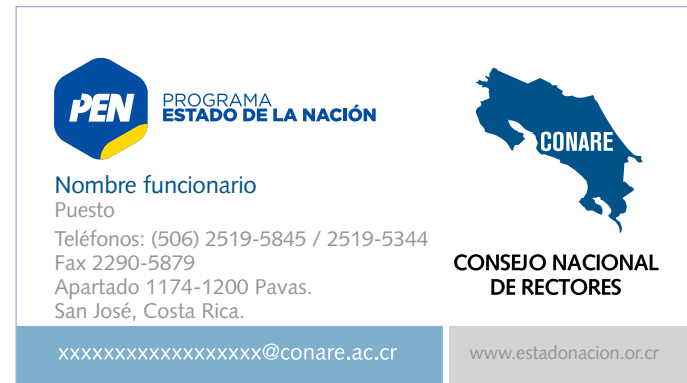 PEN
PROGRAMA
ESTADO DE LA NACIÓN
CONARE
Nombre funcionario
Puesto
Teléfonos: (506) 2519-5845 / 2519-5344
Fax 2290-5879
Apartado 1174-1200 Pavas.
San José, Costa Rica.
CONSEJO NACIONAL
DE RECTORES
xxxxxxxxxxxxxxxxxx@conare.ac.cr
www.estadonacion.or.cr